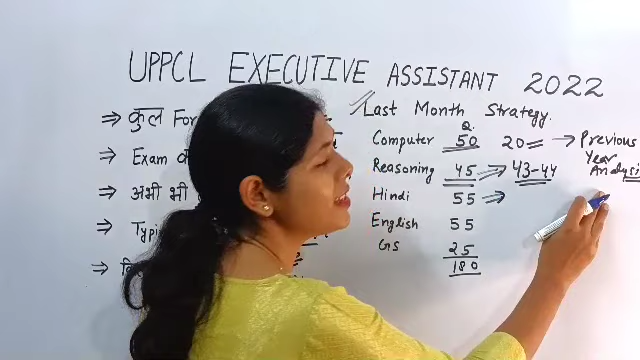 UPPCL EXECUTIVE ASSISTANT 2022
⇒ कुल For
⇒ Exam
⇒ अभी भी
⇒ Typi
⇒
Last Month Strategy.
Q.
Computer 50 20 → Previous Year Analysi
Reasoning 45 ⇒ 43-44
Hindi 55 ⇒
English 55
GS 25
180